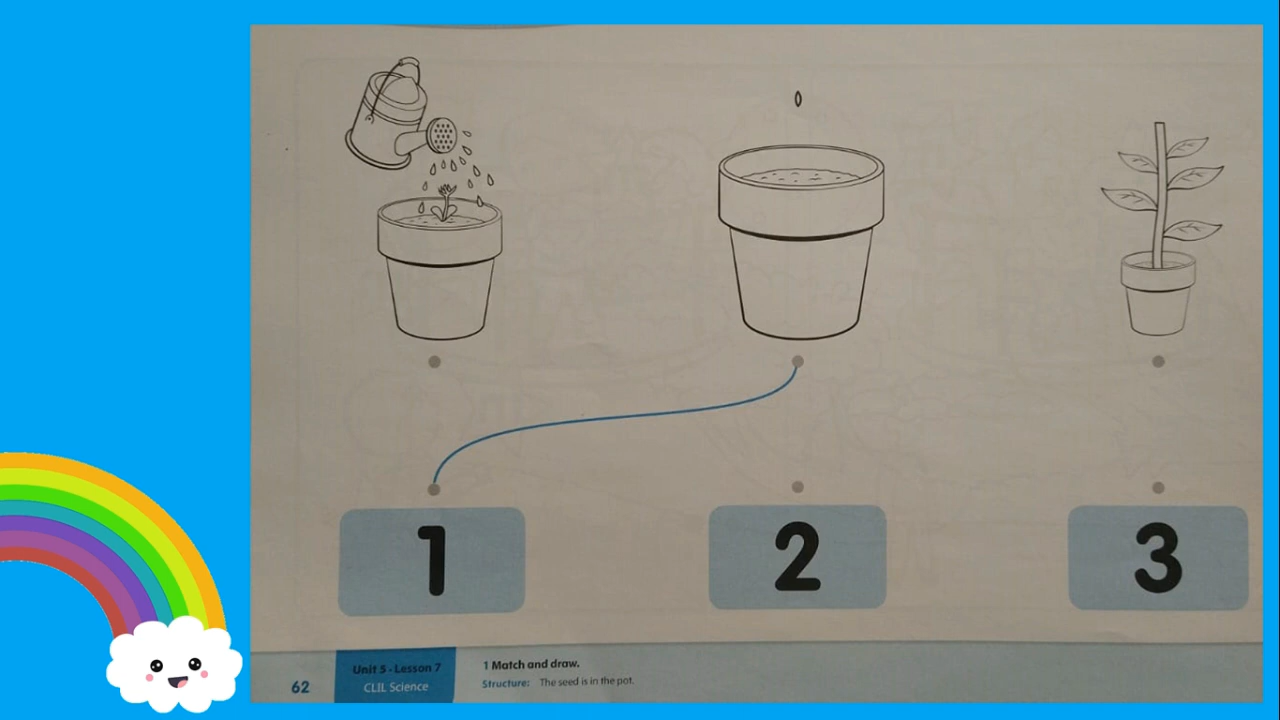 1
2
3
62
Unit 5 - Lesson 7
CLIL Science
1 Match and draw.
Structure: The seed is in the pot.